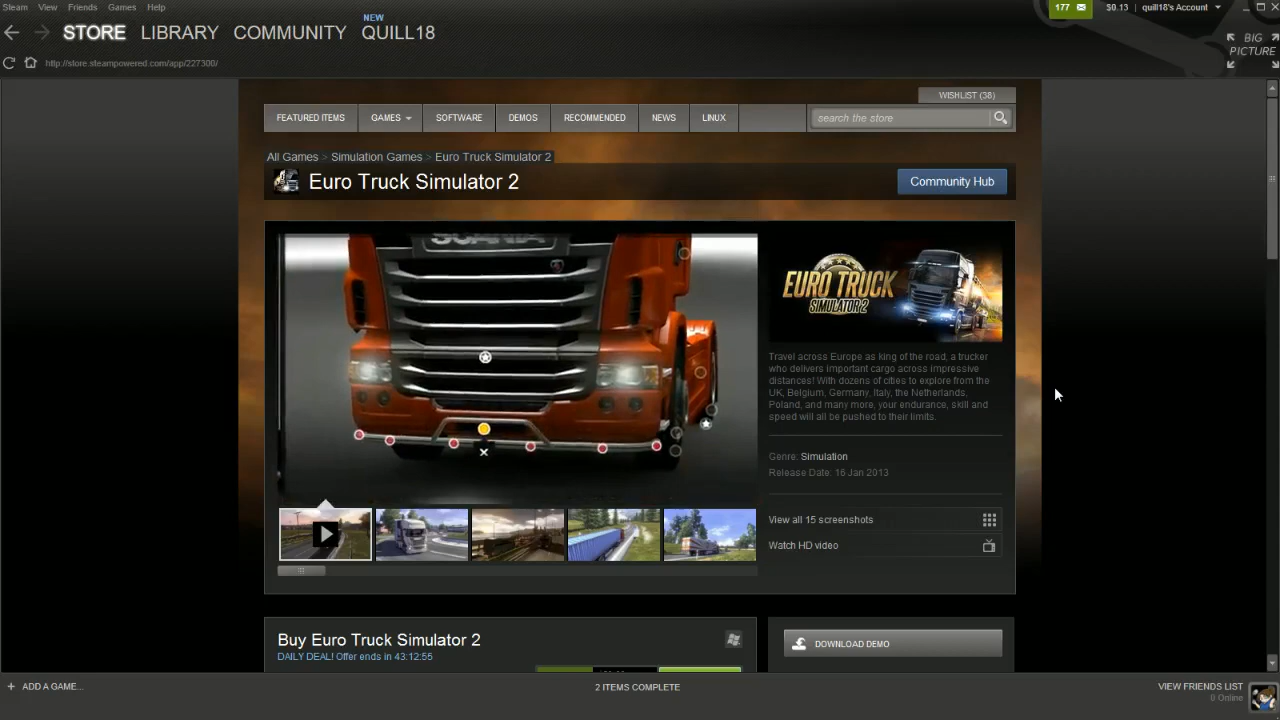 Steam View Friends Games Help
177 $0.13 quill18's Account
NEW
STORE LIBRARY COMMUNITY QUILL18
BIG PICTURE
http://store.steampowered.com/app/227300/
WISHLIST (38)
FEATURED ITEMS GAMES SOFTWARE DEMOS RECOMMENDED NEWS LINUX search the store
All Games > Simulation Games > Euro Truck Simulator 2
Euro Truck Simulator 2
Community Hub
SCANIA
EURO TRUCK
SIMULATOR 2
Travel across Europe as king of the road, a trucker
who delivers important cargo across impressive
distances! With dozens of cities to explore from the
UK, Belgium, Germany, Italy, the Netherlands,
Poland, and many more, your endurance, skill and
speed will all be pushed to their limits.
Genre: Simulation
Release Date: 16 Jan 2013
View all 15 screenshots
Watch HD video
Buy Euro Truck Simulator 2
DAILY DEAL! Offer ends in 43:12:55
DOWNLOAD DEMO
+ ADD A GAME...
2 ITEMS COMPLETE
VIEW FRIENDS LIST
0 Online